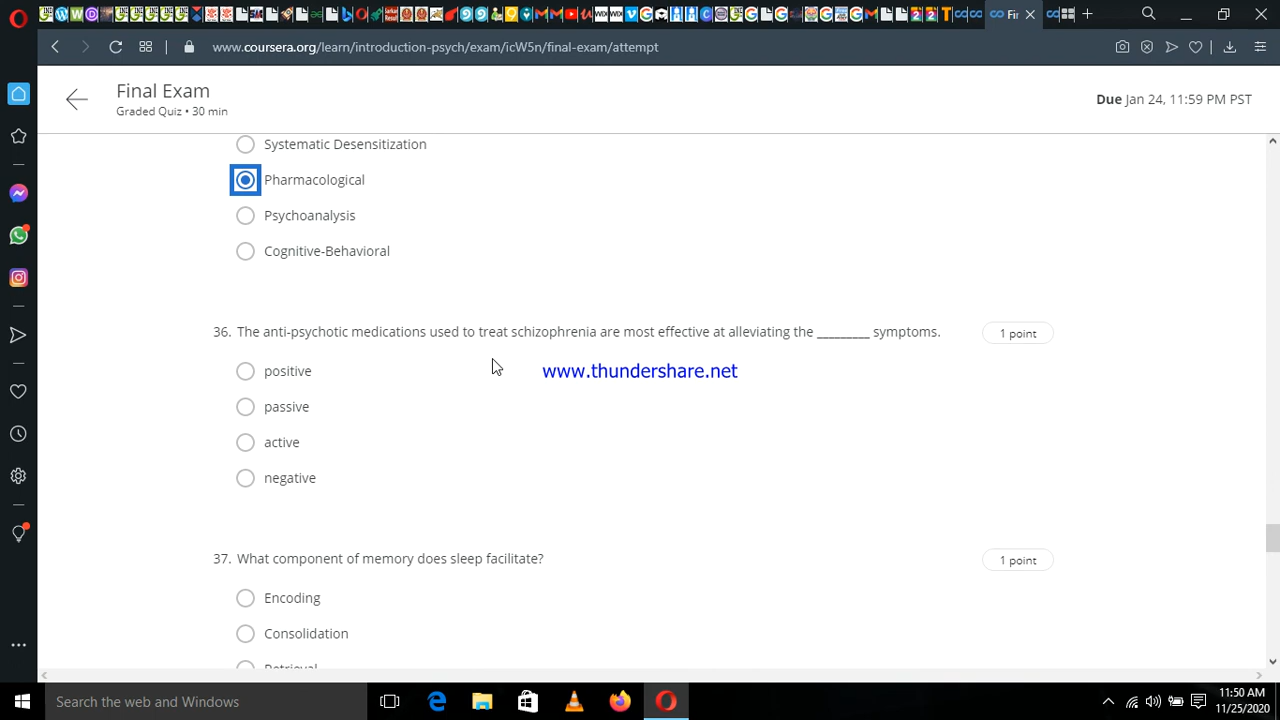 Fir
www.coursera.org/learn/introduction-psych/exam/icW5n/final-exam/attempt
Final Exam
Graded Quiz • 30 min
Due Jan 24, 11:59 PM PST
Systematic Desensitization
Pharmacological
Psychoanalysis
Cognitive-Behavioral
36. The anti-psychotic medications used to treat schizophrenia are most effective at alleviating the _________ symptoms.
1 point
positive
www.thundershare.net
passive
active
negative
37. What component of memory does sleep facilitate?
1 point
Encoding
Consolidation
Retrieval
Search the web and Windows
11:50 AM
11/25/2020